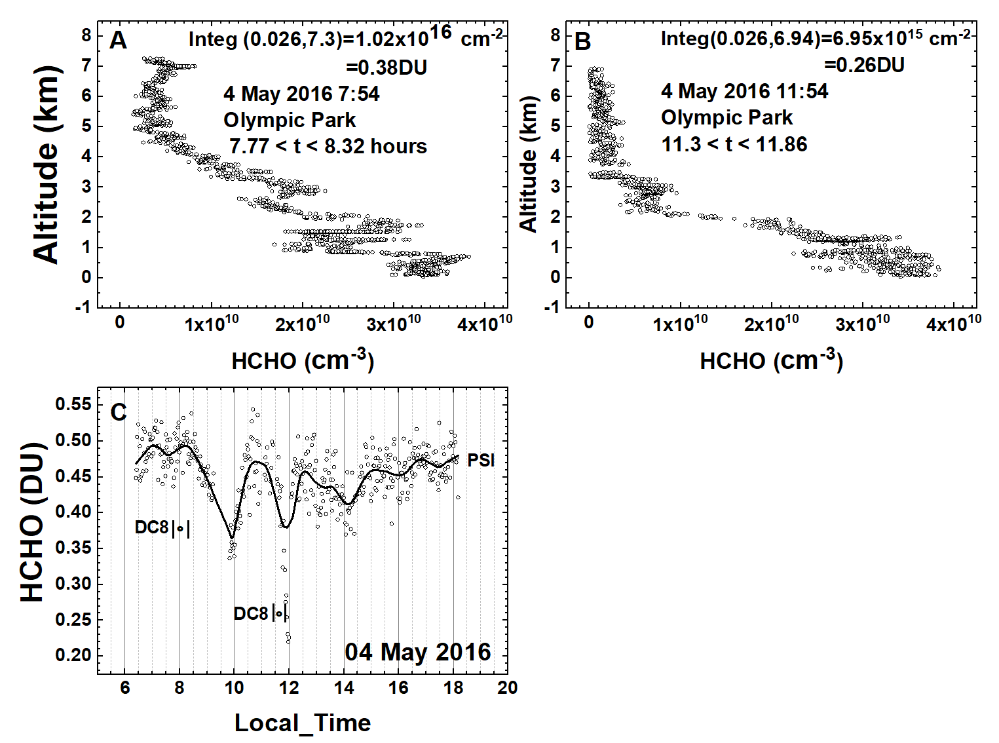 A
Integ (0.026,7.3)=1.02x10^16 cm^-2
=0.38DU
4 May 2016 7:54
Olympic Park
7.77 < t < 8.32 hours
Altitude (km)
8
7
6
5
4
3
2
1
0
-1
0 1x10^10 2x10^10 3x10^10 4x10^10
HCHO (cm^-3)
B
Integ(0.026,6.94)=6.95x10^15 cm^-2
=0.26DU
4 May 2016 11:54
Olympic Park
11.3 < t < 11.86
Altitude (km)
8
7
6
5
4
3
2
1
0
-1
0 1x10^10 2x10^10 3x10^10 4x10^10
HCHO (cm^-3)
C
HCHO (DU)
0.55
0.50
0.45
0.40
0.35
0.30
0.25
0.20
PSI
DC8
DC8
04 May 2016
6 8 10 12 14 16 18 20
Local_Time